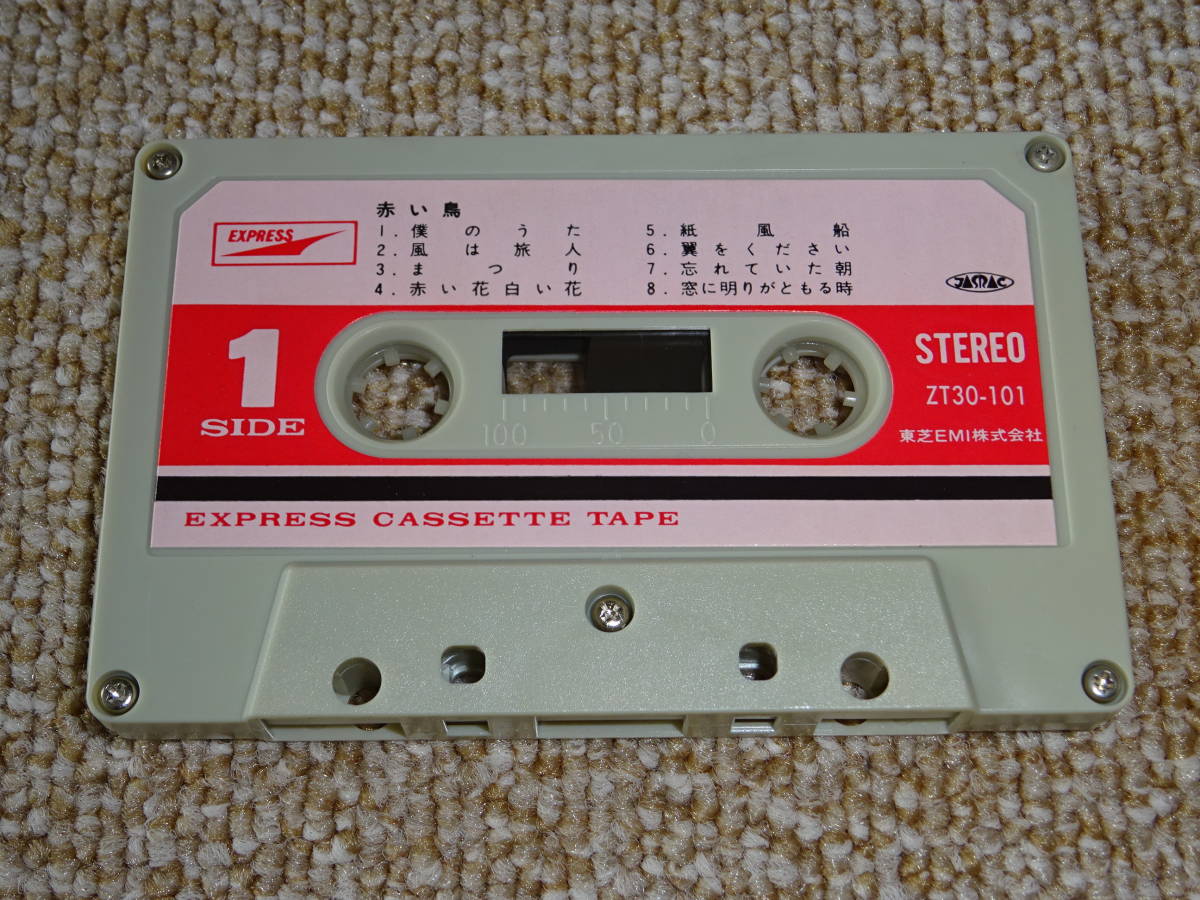 EXPRESS
赤い鳥
1. 僕のうた
2. 風は旅人
3. まつり
4. 赤い花白い花
5. 紙風船
6. 翼をください
7. 忘れていた朝
8. 窓に明りがともる時
JASRAC
1
SIDE
100 50 0
STEREO
ZT30-101
東芝EMI株式会社
EXPRESS CASSETTE TAPE